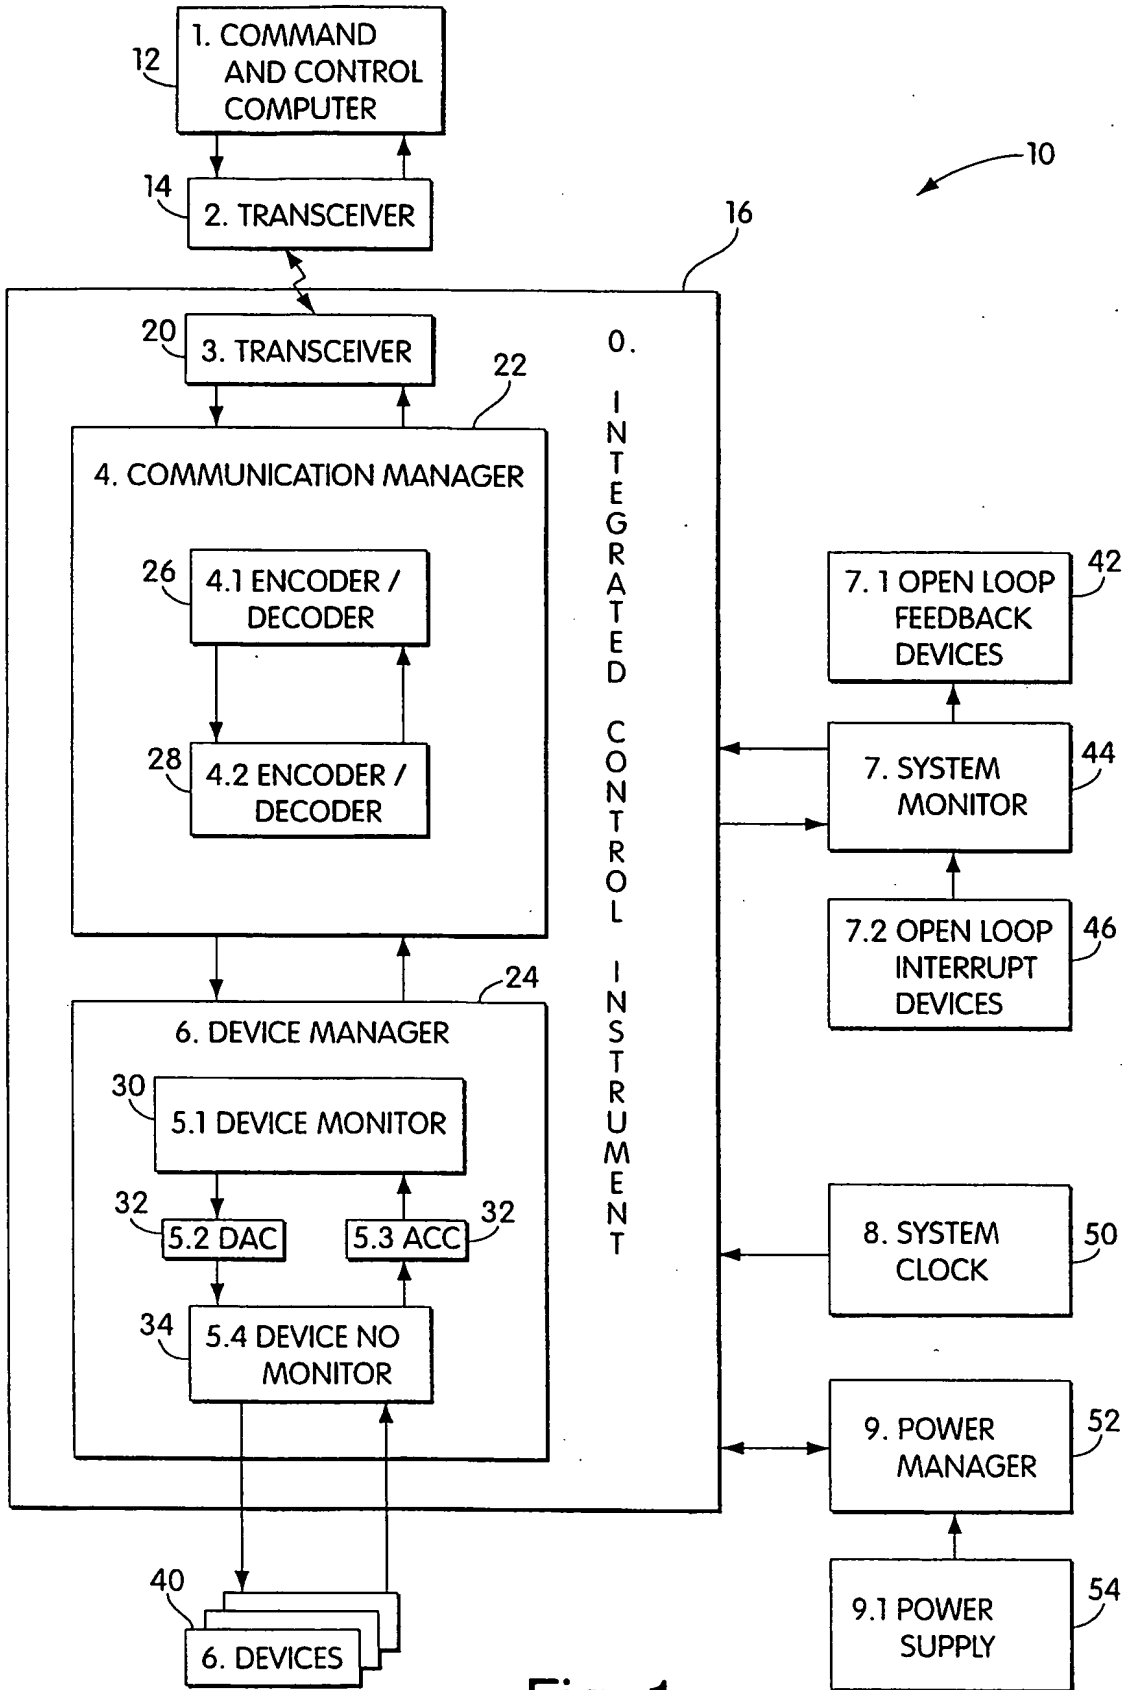 1. COMMAND
AND CONTROL
COMPUTER
12
10
14
2. TRANSCEIVER
16
20
3. TRANSCEIVER
0. INTEGRATED CONTROL INSTRUMENT
22
4. COMMUNICATION MANAGER
26
4.1 ENCODER /
DECODER
28
4.2 ENCODER /
DECODER
7.1 OPEN LOOP
FEEDBACK
DEVICES
42
7. SYSTEM
MONITOR
44
7.2 OPEN LOOP
INTERRUPT
DEVICES
46
24
6. DEVICE MANAGER
30
5.1 DEVICE MONITOR
32
5.2 DAC
5.3 ACC
32
34
5.4 DEVICE NO
MONITOR
8. SYSTEM
CLOCK
50
9. POWER
MANAGER
52
9.1 POWER
SUPPLY
54
40
6. DEVICES
Fig. 1